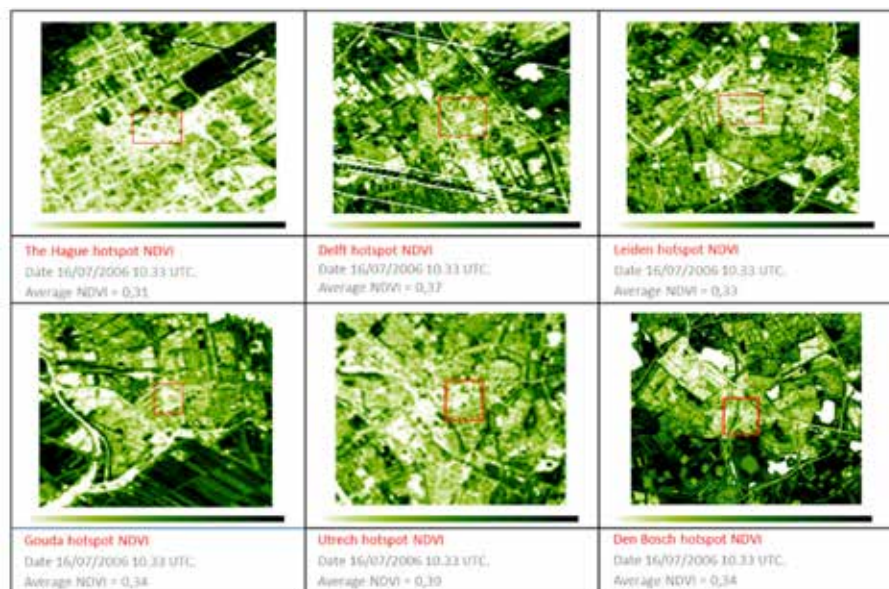 The Hague hotspot NDVI
Date 16/07/2006 10.33 UTC.
Average NDVI = 0,31
Delft hotspot NDVI
Date 16/07/2006 10.33 UTC.
Average NDVI = 0,37
Leiden hotspot NDVI
Date 16/07/2006 10.33 UTC.
Average NDVI = 0,33
Gouda hotspot NDVI
Date 16/07/2006 10.33 UTC.
Average NDVI = 0,34
Utrech hotspot NDVI
Date 16/07/2006 10.33 UTC.
Average NDVI = 0,39
Den Bosch hotspot NDVI
Date 16/07/2006 10.33 UTC.
Average NDVI = 0,34